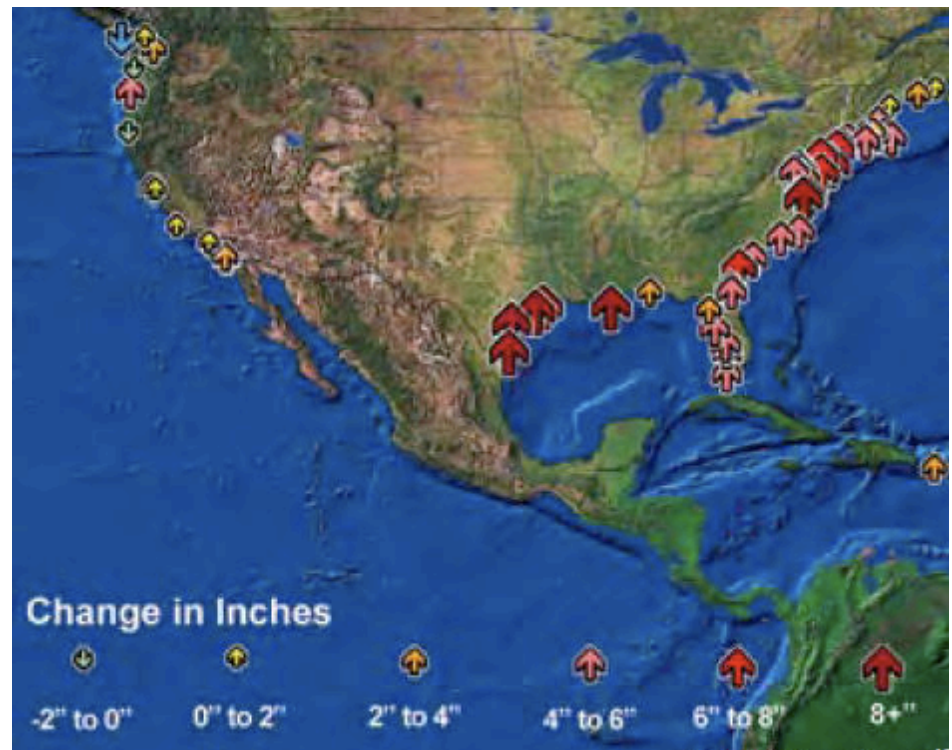 Change in Inches
-2" to 0" 0" to 2" 2" to 4" 4" to 6" 6" to 8" 8+"